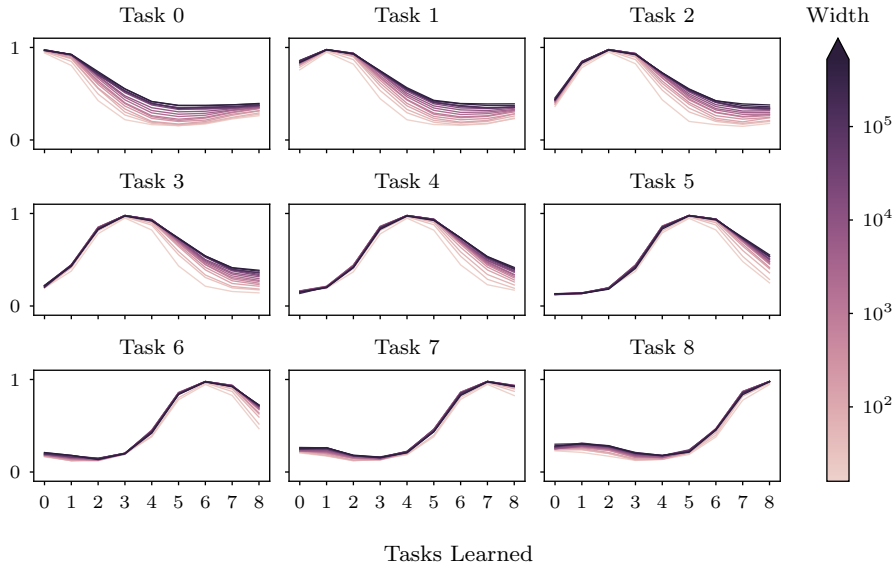 Task 0 Task 1 Task 2 Width
1
0
10^5
Task 3 Task 4 Task 5
1
0
10^4
10^3
Task 6 Task 7 Task 8
1
0
10^2
0 1 2 3 4 5 6 7 8 0 1 2 3 4 5 6 7 8 0 1 2 3 4 5 6 7 8
Tasks Learned